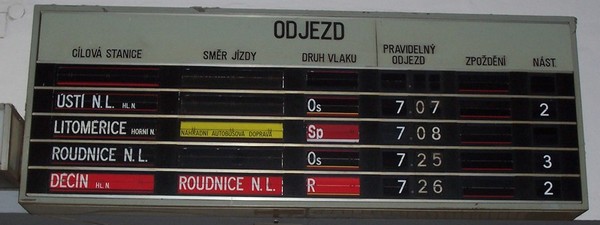 ODJEZD
CÍLOVÁ STANICE SMĚR JÍZDY DRUH VLAKU PRAVIDELNÝ ODJEZD ZPOŽDĚNÍ NÁST.
ÚSTÍ N.L. HL.N. Os 7.07 2
LITOMĚŘICE HORNÍ N. NÁHRADNÍ AUTOBUSOVÁ DOPRAVA Sp 7.08
ROUDNICE N.L. Os 7.25 3
DĚČÍN HL.N. ROUDNICE N.L. R 7.26 2